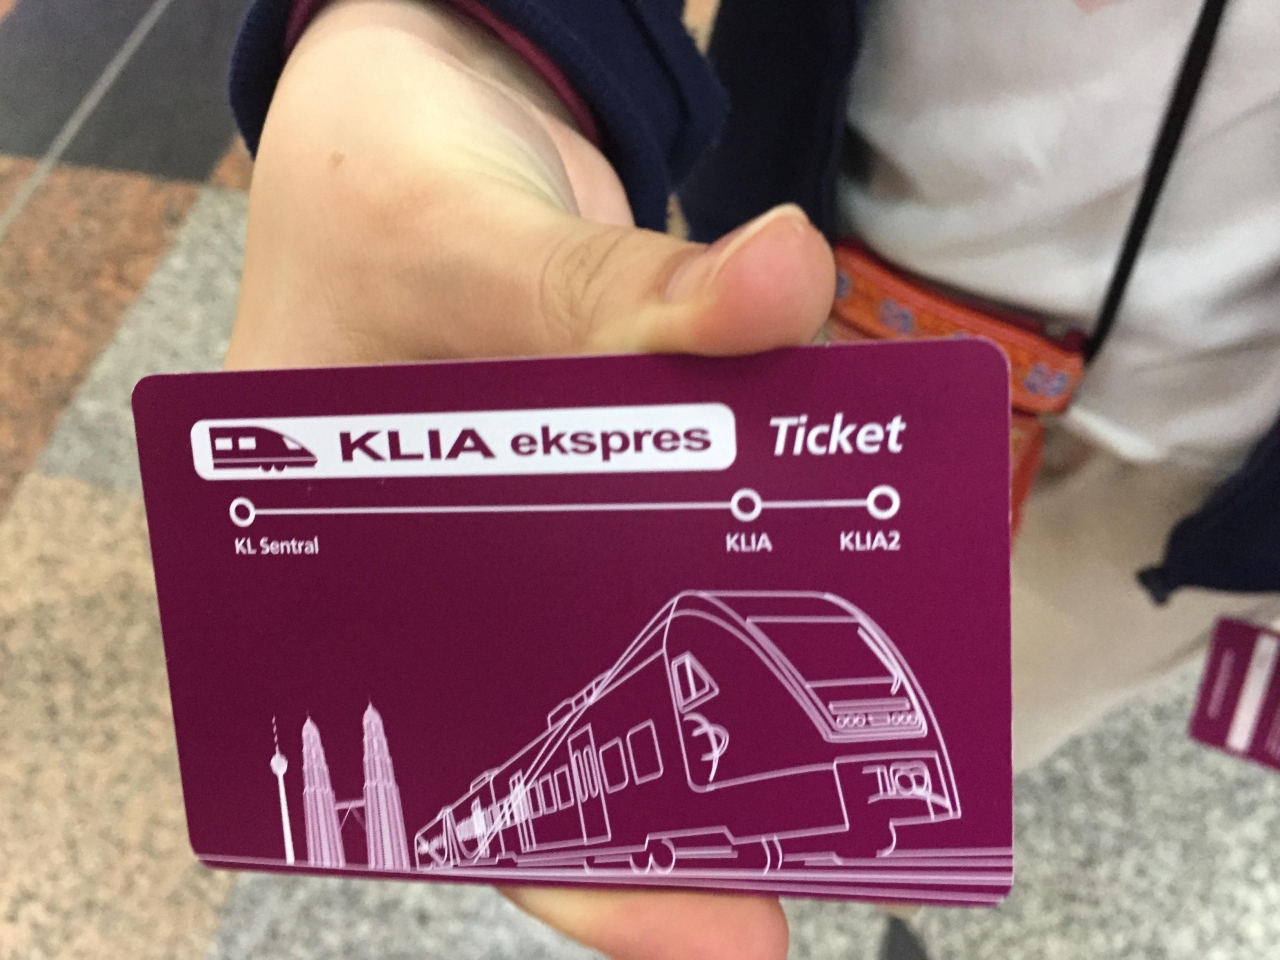 KLIA ekspres Ticket
KL Sentral KLIA KLIA2